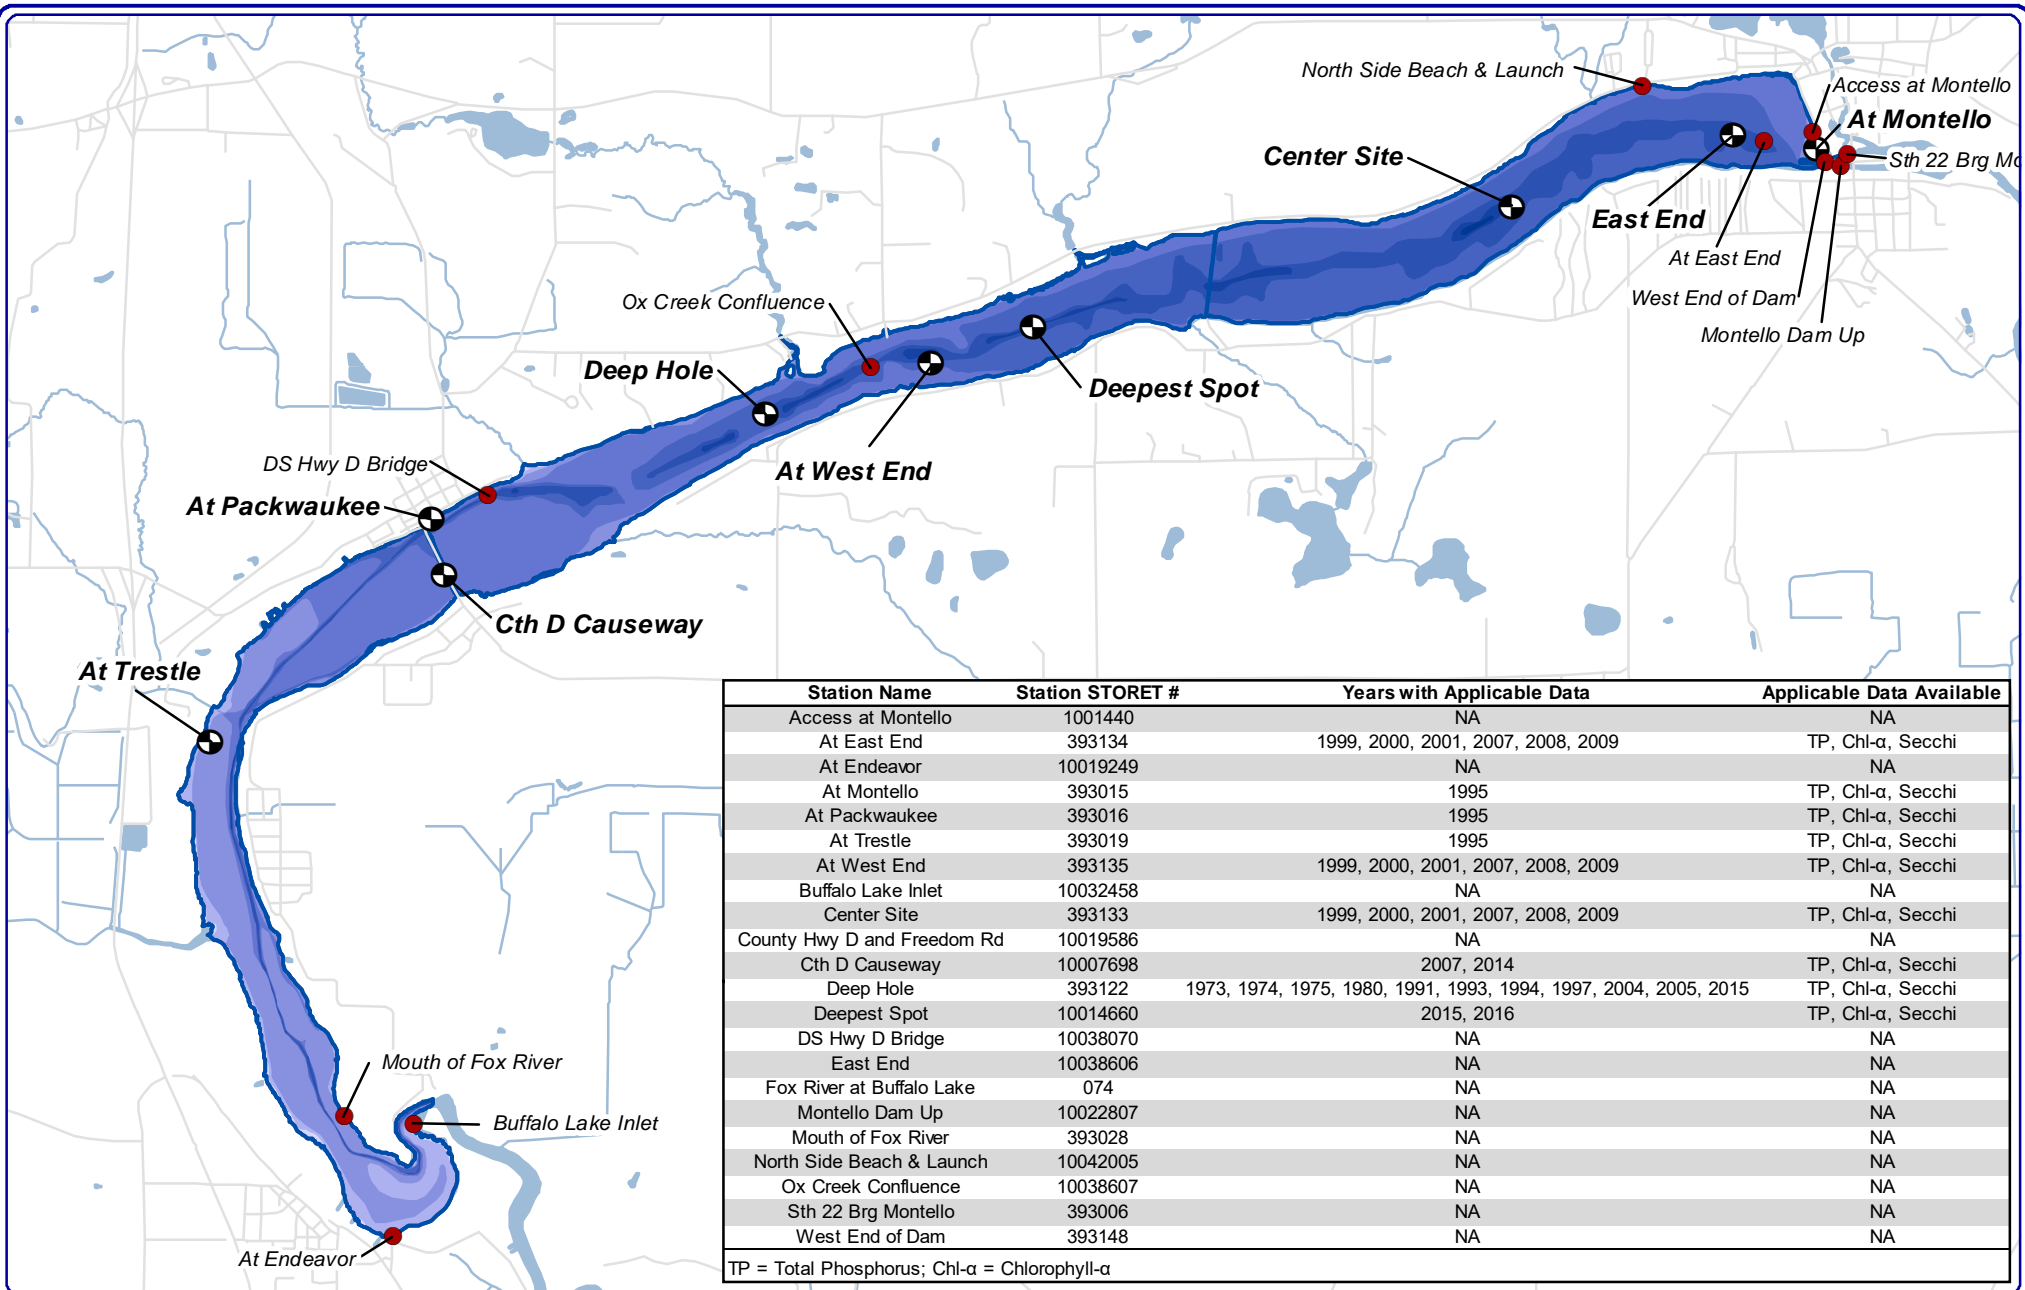 North Side Beach & Launch
Access at Montello
At Montello
Center Site
Sth 22 Brg Mo
East End
At East End
West End of Dam
Ox Creek Confluence
Montello Dam Up
Deep Hole
Deepest Spot
DS Hwy D Bridge
At West End
At Packwaukee
Cth D Causeway
At Trestle
Mouth of Fox River
Buffalo Lake Inlet
At Endeavor
Station Name Station STORET # Years with Applicable Data Applicable Data Available
Access at Montello 1001440 NA NA
At East End 393134 1999, 2000, 2001, 2007, 2008, 2009 TP, Chl-α, Secchi
At Endeavor 10019249 NA NA
At Montello 393015 1995 TP, Chl-α, Secchi
At Packwaukee 393016 1995 TP, Chl-α, Secchi
At Trestle 393019 1995 TP, Chl-α, Secchi
At West End 393135 1999, 2000, 2001, 2007, 2008, 2009 TP, Chl-α, Secchi
Buffalo Lake Inlet 10032458 NA NA
Center Site 393133 1999, 2000, 2001, 2007, 2008, 2009 TP, Chl-α, Secchi
County Hwy D and Freedom Rd 10019586 NA NA
Cth D Causeway 10007698 2007, 2014 TP, Chl-α, Secchi
Deep Hole 393122 1973, 1974, 1975, 1980, 1991, 1993, 1994, 1997, 2004, 2005, 2015 TP, Chl-α, Secchi
Deepest Spot 10014660 2015, 2016 TP, Chl-α, Secchi
DS Hwy D Bridge 10038070 NA NA
East End 10038606 NA NA
Fox River at Buffalo Lake 074 NA NA
Montello Dam Up 10022807 NA NA
Mouth of Fox River 393028 NA NA
North Side Beach & Launch 10042005 NA NA
Ox Creek Confluence 10038607 NA NA
Sth 22 Brg Montello 393006 NA NA
West End of Dam 393148 NA NA
TP = Total Phosphorus; Chl-α = Chlorophyll-α